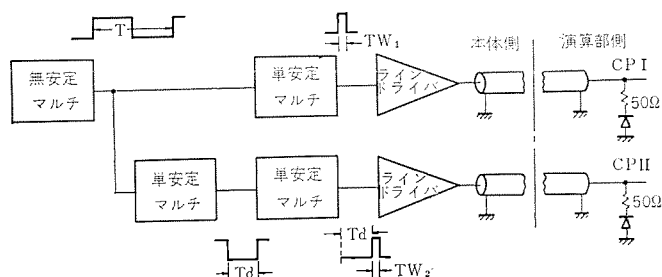 T
TW₁
本体側
演算部側
CP I
無安定
マルチ
単安定
マルチ
ライン
ドライバ
50Ω
CP II
単安定
マルチ
単安定
マルチ
ライン
ドライバ
50Ω
Td
Td
TW₂